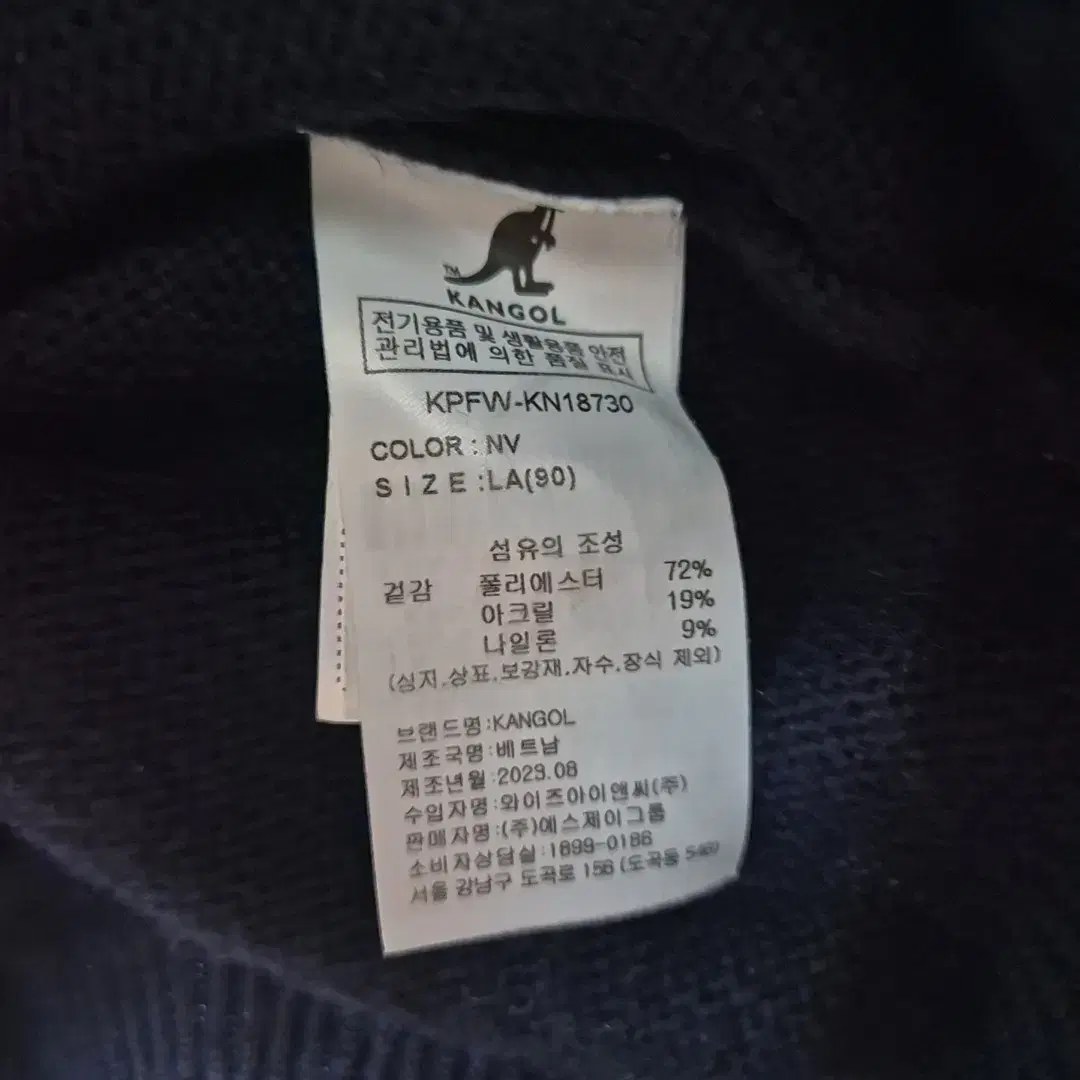 TM
KANGOL
전기용품 및 생활용품 안전
관리법에 의한 품질 표시
KPFW-KN18730
COLOR : NV
SIZE :LA(90)
섬유의 조성
겉감 폴리에스터 72%
아크릴 19%
나일론 9%
(심지.상표.보강재.자수.장식 제외)
브랜드명:KANGOL
제조국명:베트남
제조년월:2023.08
수입자명:와이즈아이앤씨(주)
판매자명:(주)에스제이그룹
소비자상담실:1899-0186
서울 강남구 도곡로 156 (도곡동